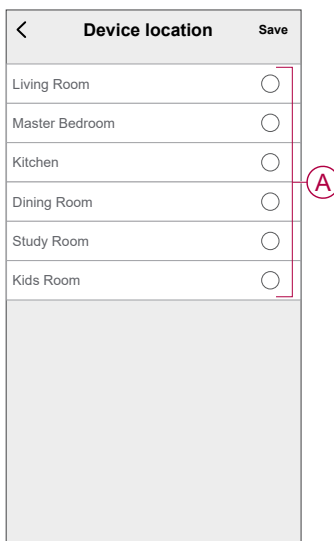 Device location Save
Living Room
Master Bedroom
Kitchen
A
Dining Room
Study Room
Kids Room